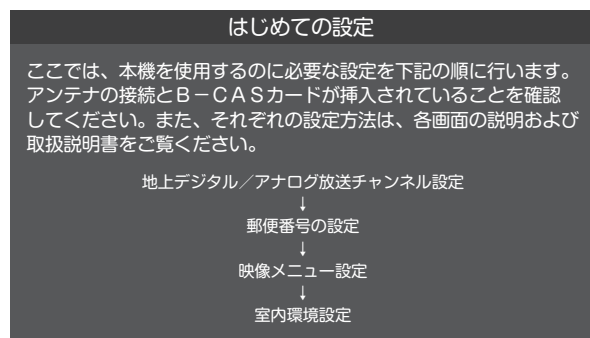 はじめての設定
ここでは、本機を使用するのに必要な設定を下記の順に行います。
アンテナの接続とB－CASカードが挿入されていることを確認
してください。また、それぞれの設定方法は、各画面の説明および
取扱説明書をご覧ください。
地上デジタル／アナログ放送チャンネル設定
↓
郵便番号の設定
↓
映像メニュー設定
↓
室内環境設定